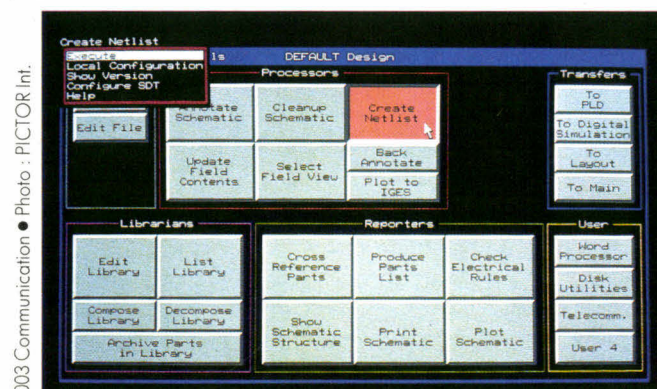 Create Netlist
Execute
Local Configuration
Show Version
Configure SDT
Help
ls DEFAULT Design
Processors
Transfers
Edit File
Schematic
Cleanup
Schematic
Create
Netlist
Update
Field
Contents
Select
Field View
Back
Annotate
Plot to
IGES
To
PLD
To Digital
Simulation
To
Layout
To Main
Librarians
Edit
Library
List
Library
Compose
Library
Decompose
Library
Archive Parts
in Library
Reporters
Cross
Reference
Parts
Produce
Parts
List
Check
Electrical
Rules
Show
Schematic
Structure
Print
Schematic
Plot
Schematic
User
Word
Processor
Disk
Utilities
Telecomm.
User 4
003 Communication ● Photo : PICTOR Int.